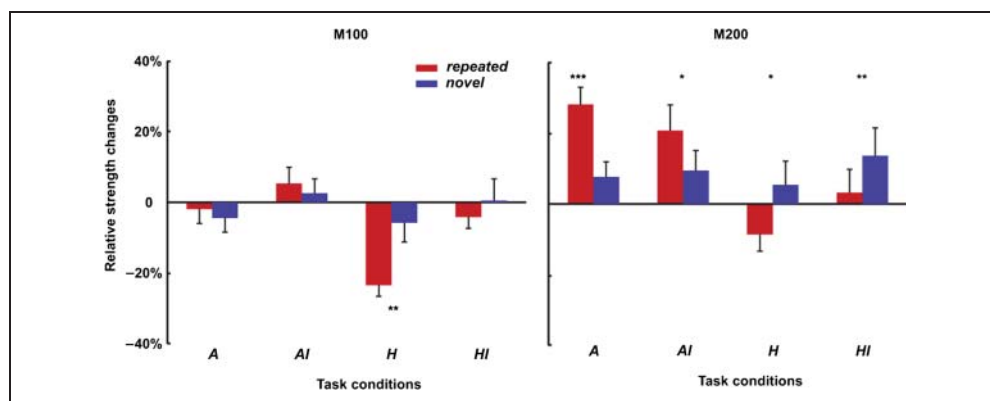 M100
M200
40%
20%
0
−20%
−40%
Relative strength changes
repeated
novel
**
A
AI
H
HI
Task conditions
***
*
*
**
A
AI
H
HI
Task conditions